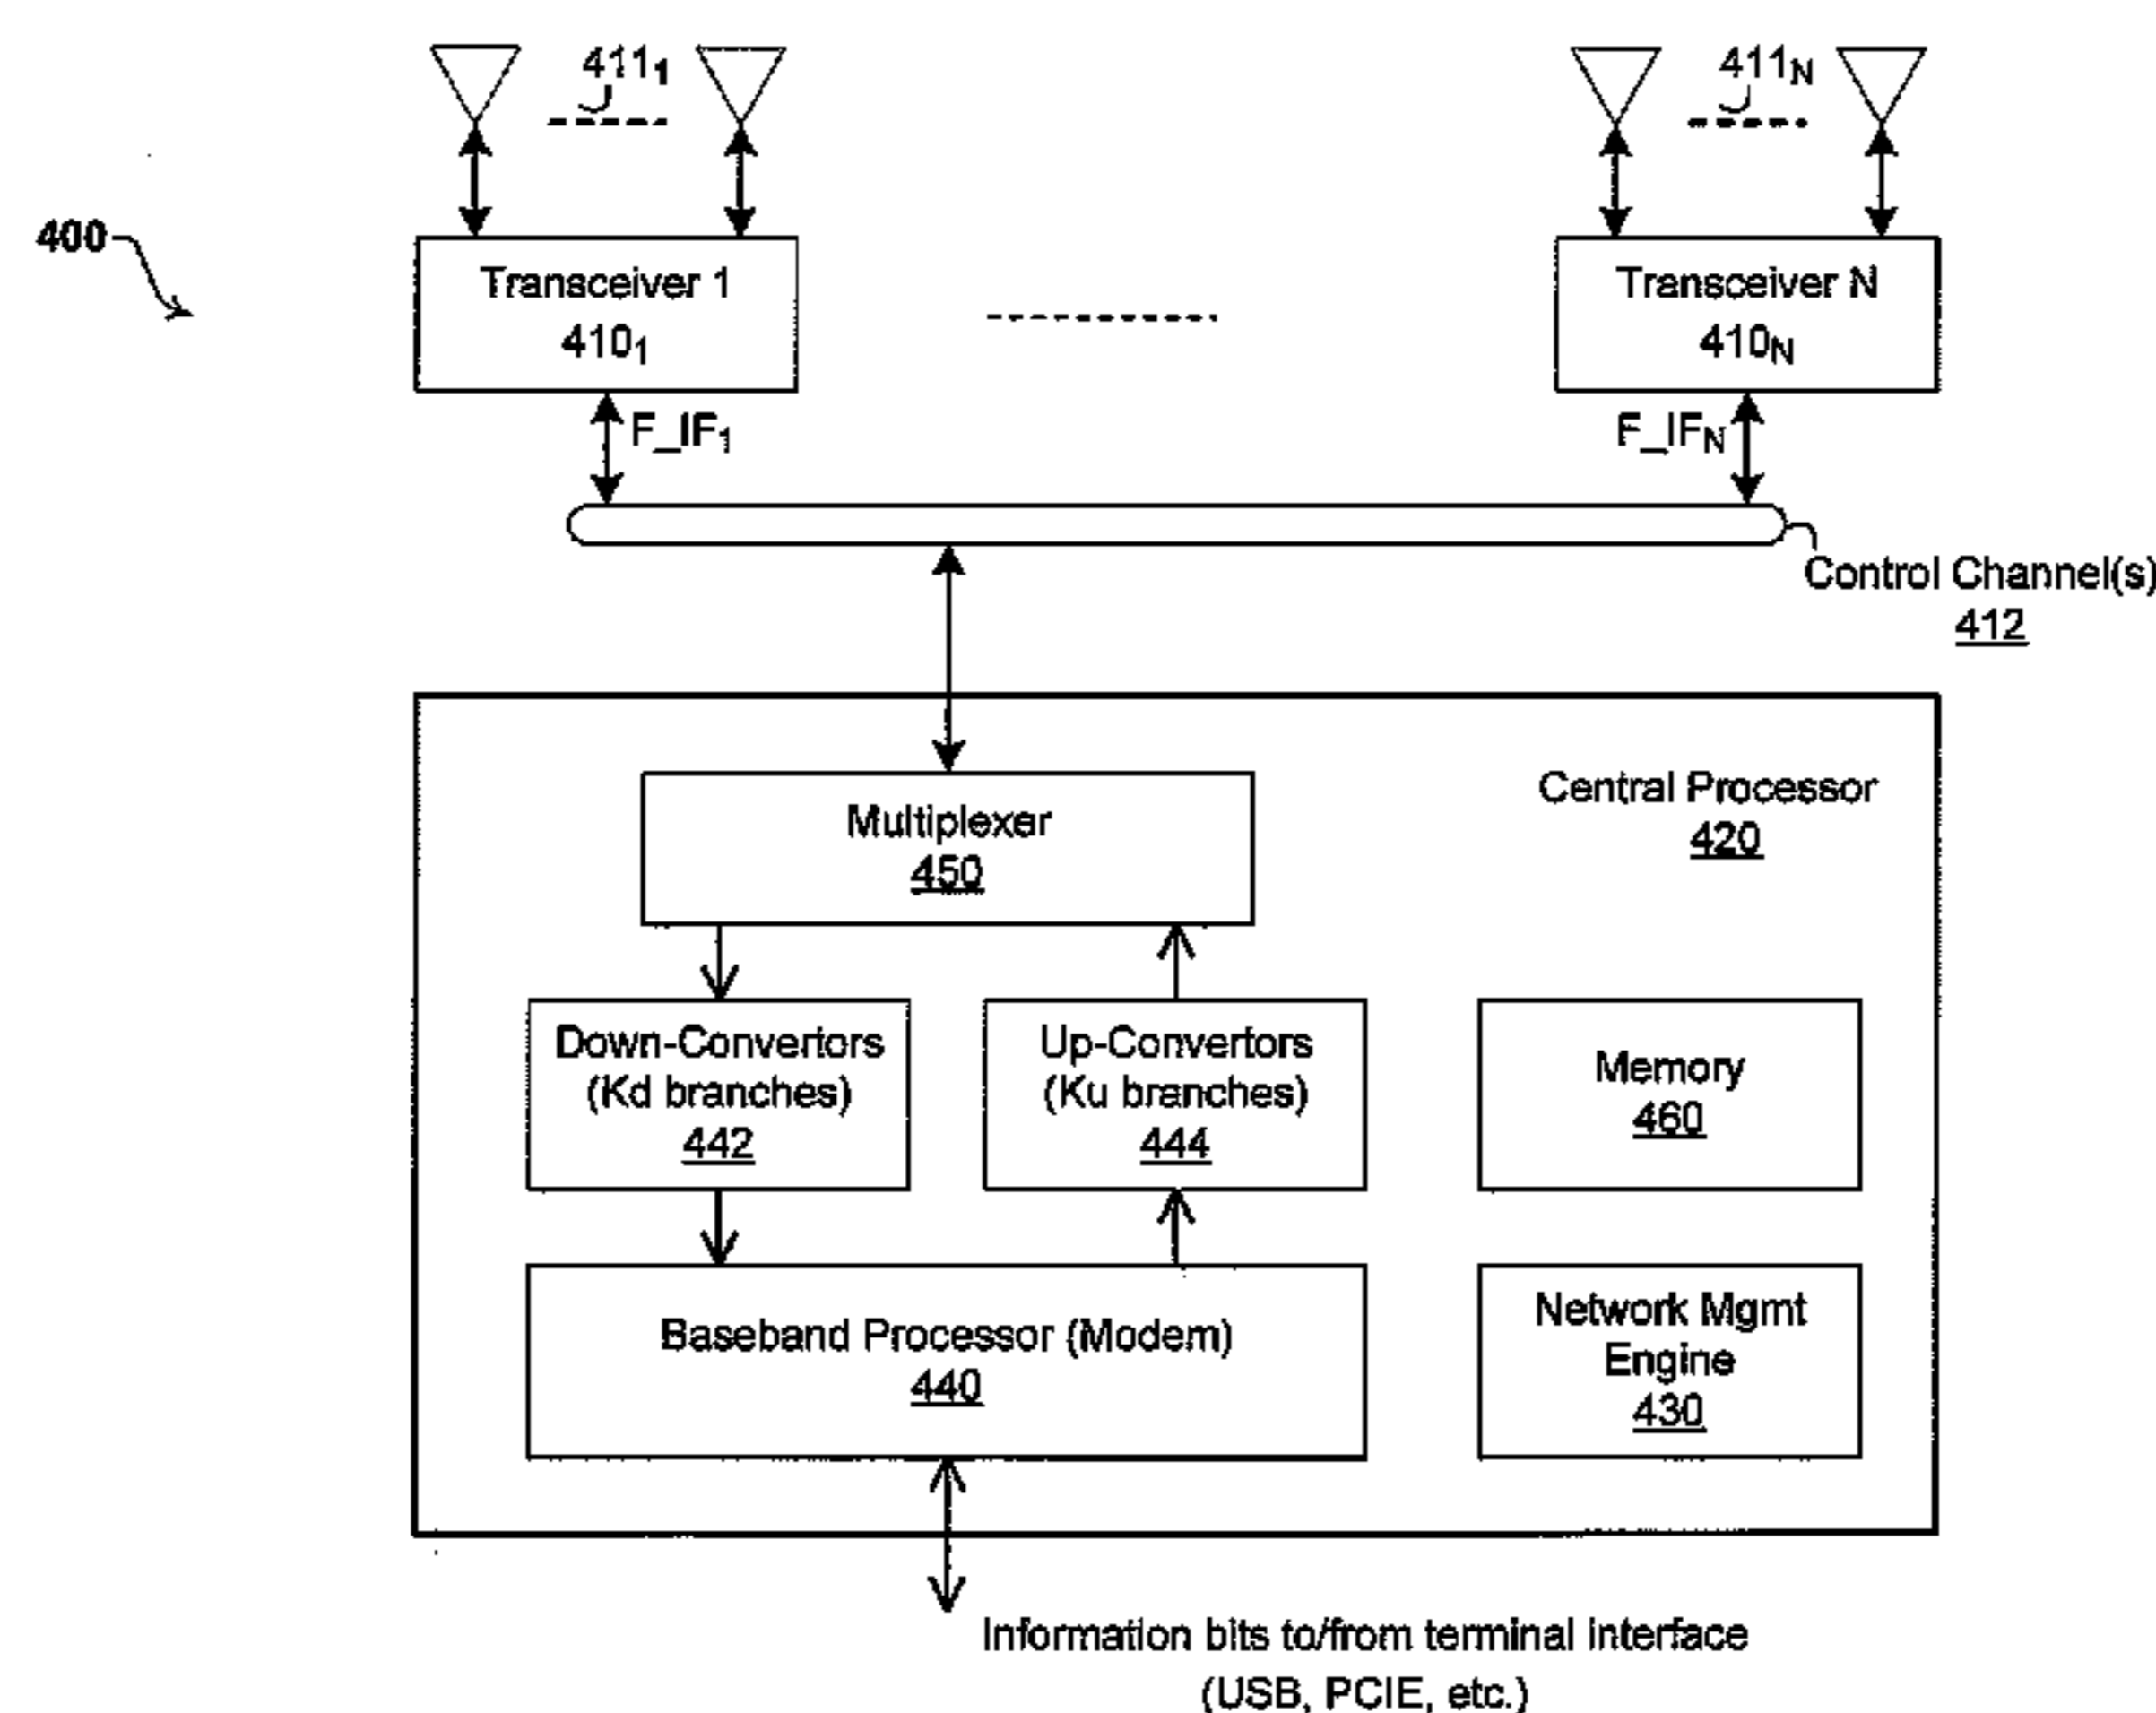 411₁
411N
400
Transceiver 1
410₁
Transceiver N
410N
F_IF₁
F_IFN
Control Channel(s)
412
Central Processor
420
Multiplexer
450
Down-Convertors
(Kd branches)
442
Up-Convertors
(Ku branches)
444
Memory
460
Baseband Processor (Modem)
440
Network Mgmt
Engine
430
Information bits to/from terminal interface
(USB, PCIE, etc.)